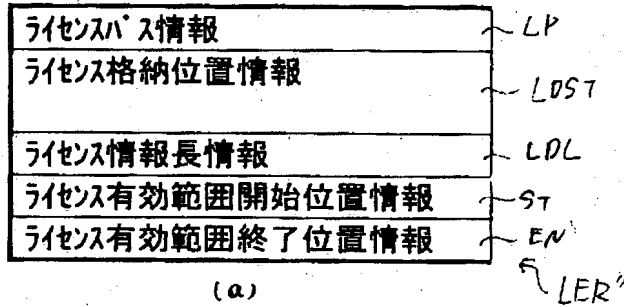 ライセンスパス情報 LP
ライセンス格納位置情報 LDST
ライセンス情報長情報 LDL
ライセンス有効範囲開始位置情報 ST
ライセンス有効範囲終了位置情報 EN
(a) LER"